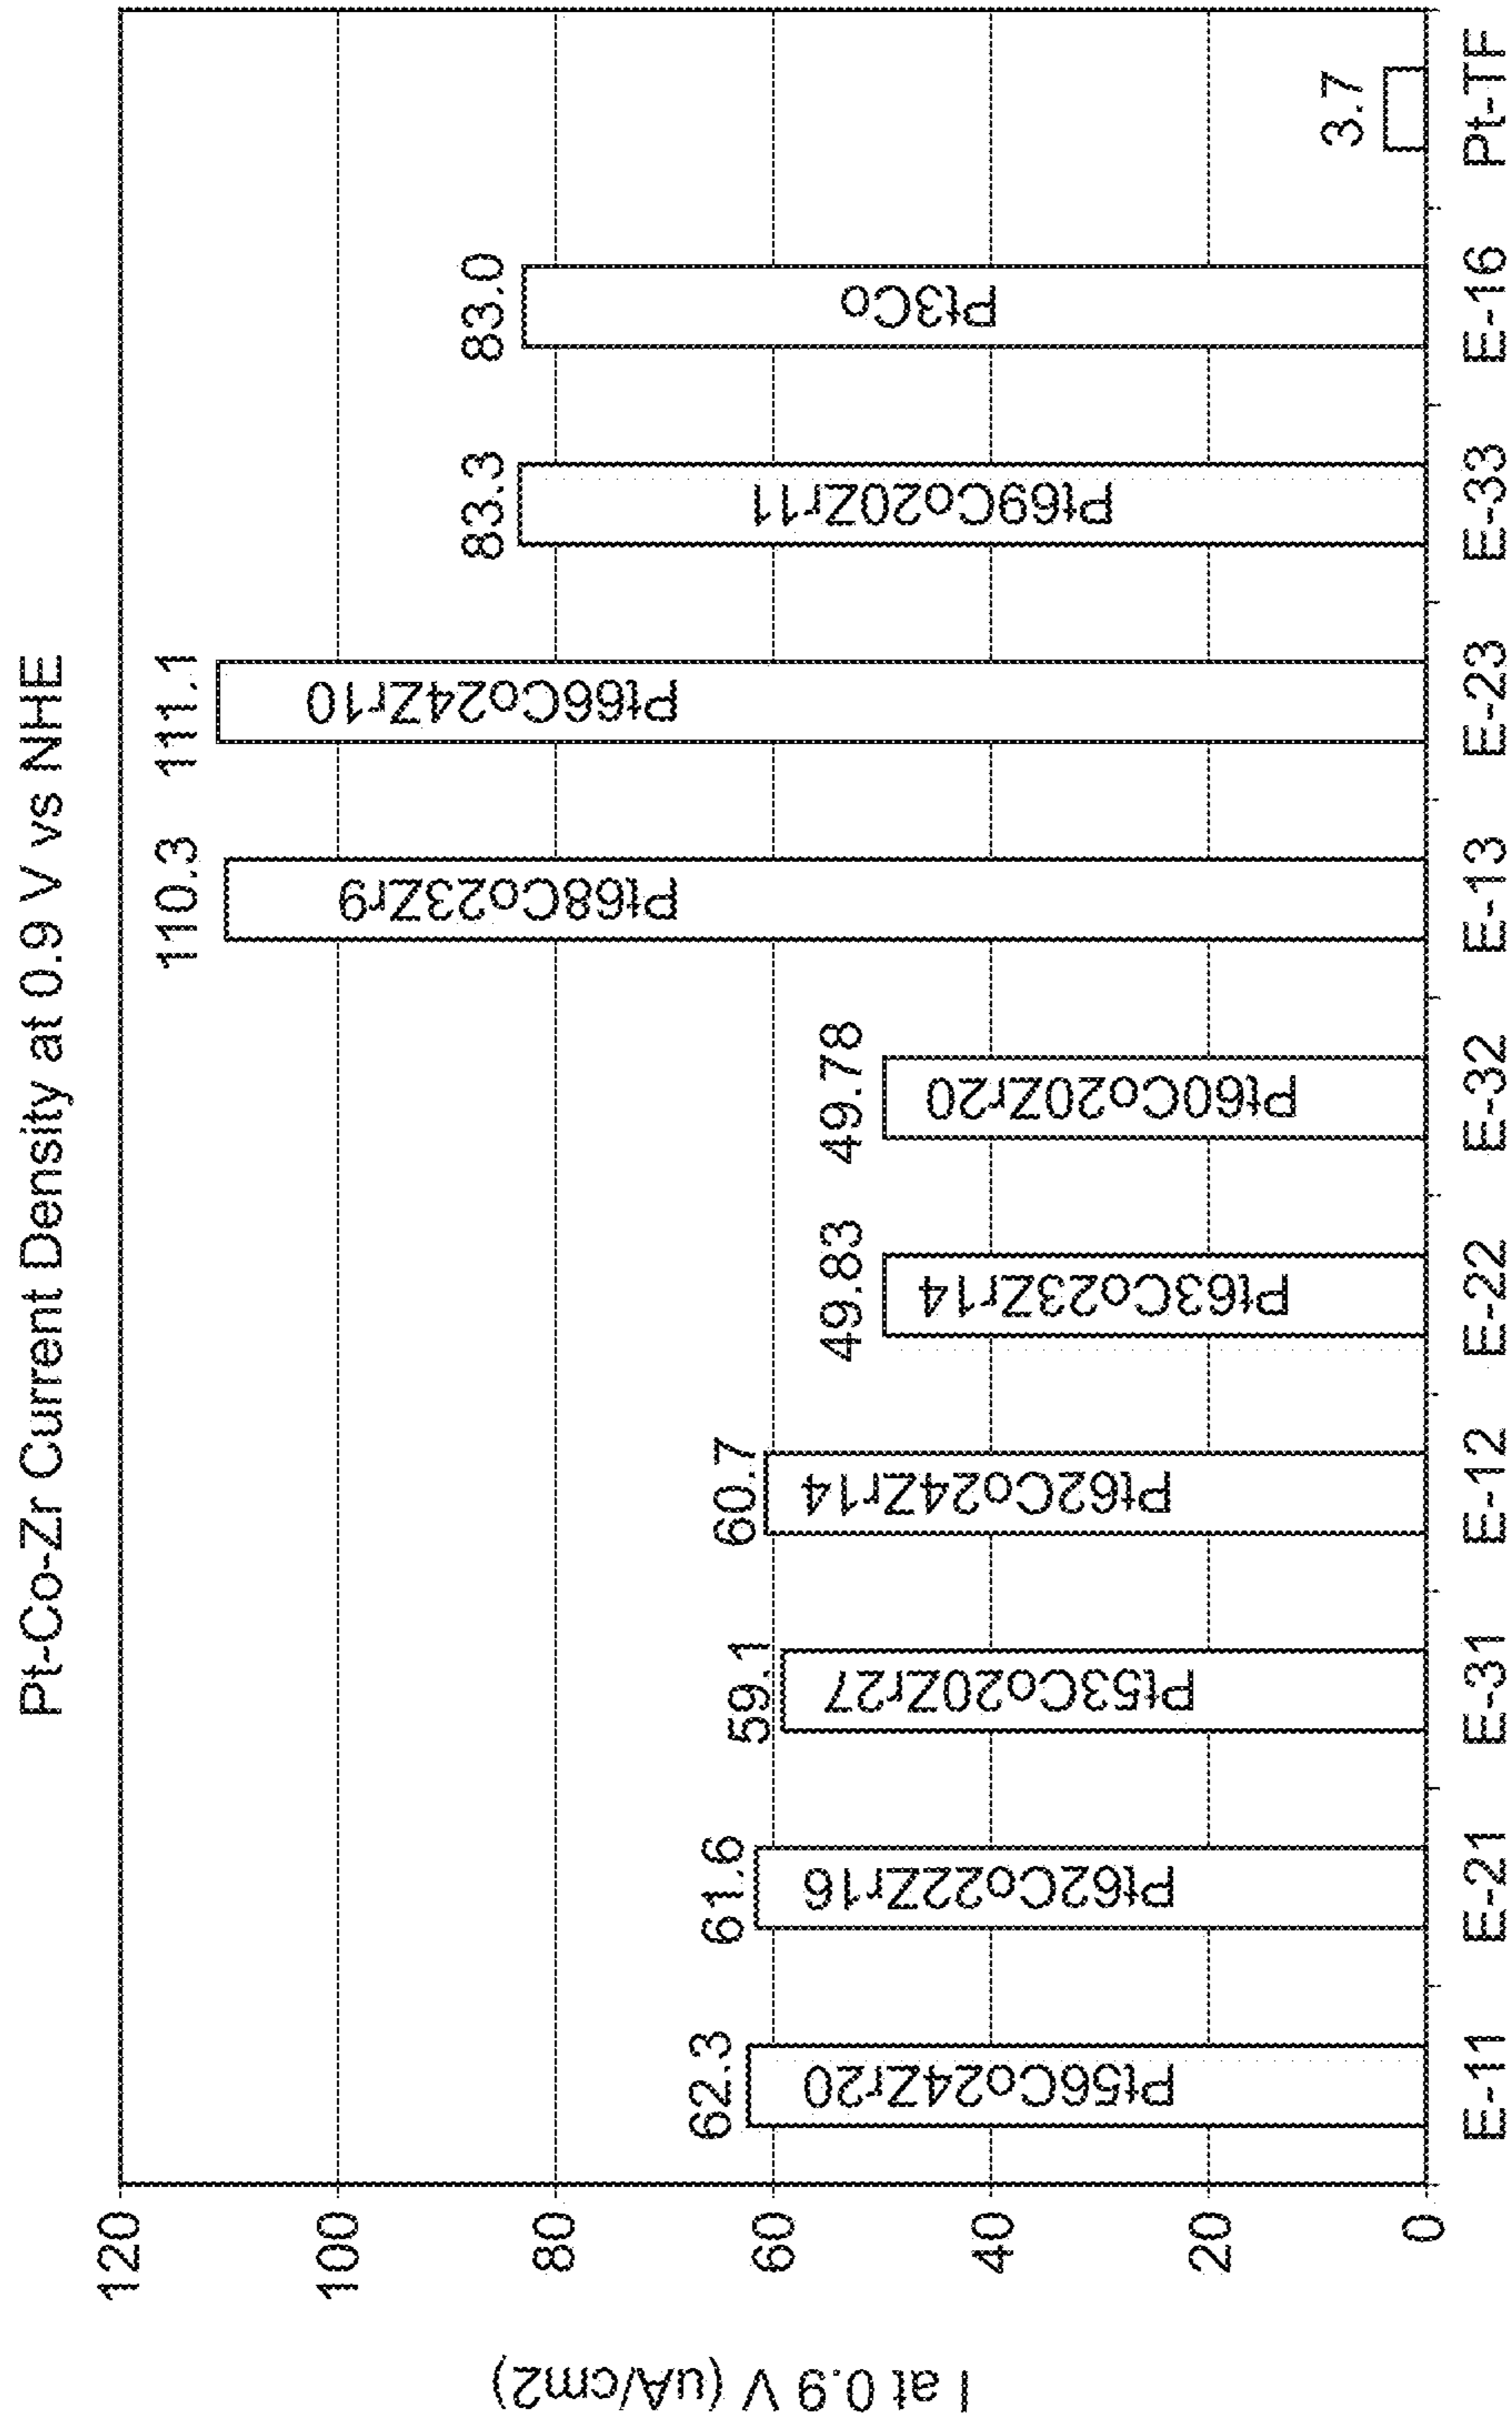 Pt-Co-Zr Current Density at 0.9 V vs NHE
I at 0.9 V (uA/cm2)
120
100
80
60
40
20
0
62.3
61.6
59.1
60.7
49.83
49.78
110.3
111.1
83.3
83.0
3.7
Pt56Co24Zr20
Pt62Co22Zr16
Pt53Co20Zr27
Pt62Co24Zr14
Pt63Co23Zr14
Pt60Co20Zr20
Pt68Co23Zr9
Pt66Co24Zr10
Pt69Co20Zr11
Pt3Co
E-11 E-21 E-31 E-12 E-22 E-32 E-13 E-23 E-33 E-16 Pt-TF